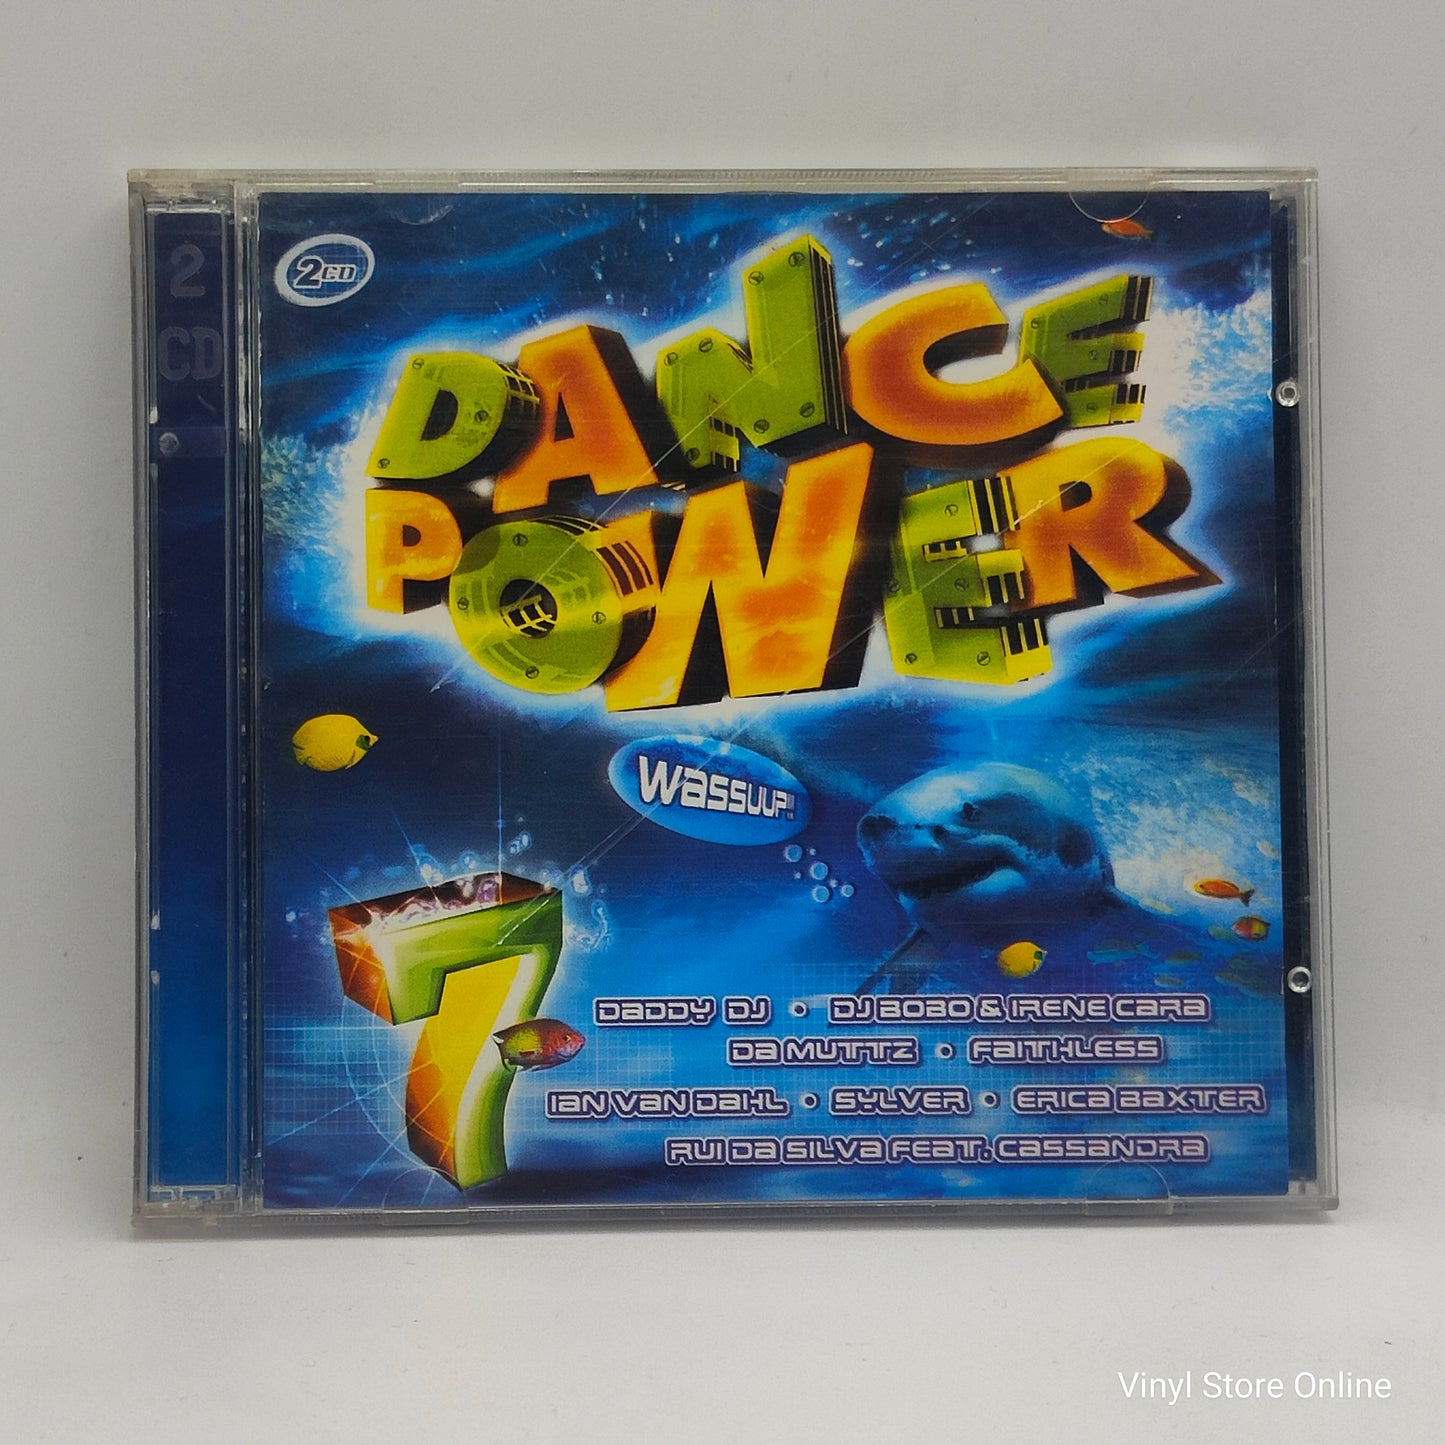 2
CD
2CD
DANCE
POWER
Wassuup!!
7
DADDY DJ • DJ BOBO & IRENE CARA
DA MUTTZ • FAITHLESS
IAN VAN DAHL • SYLVER • ERICA BAXTER
RUI DA SILVA FEAT. CASSANDRA
Vinyl Store Online